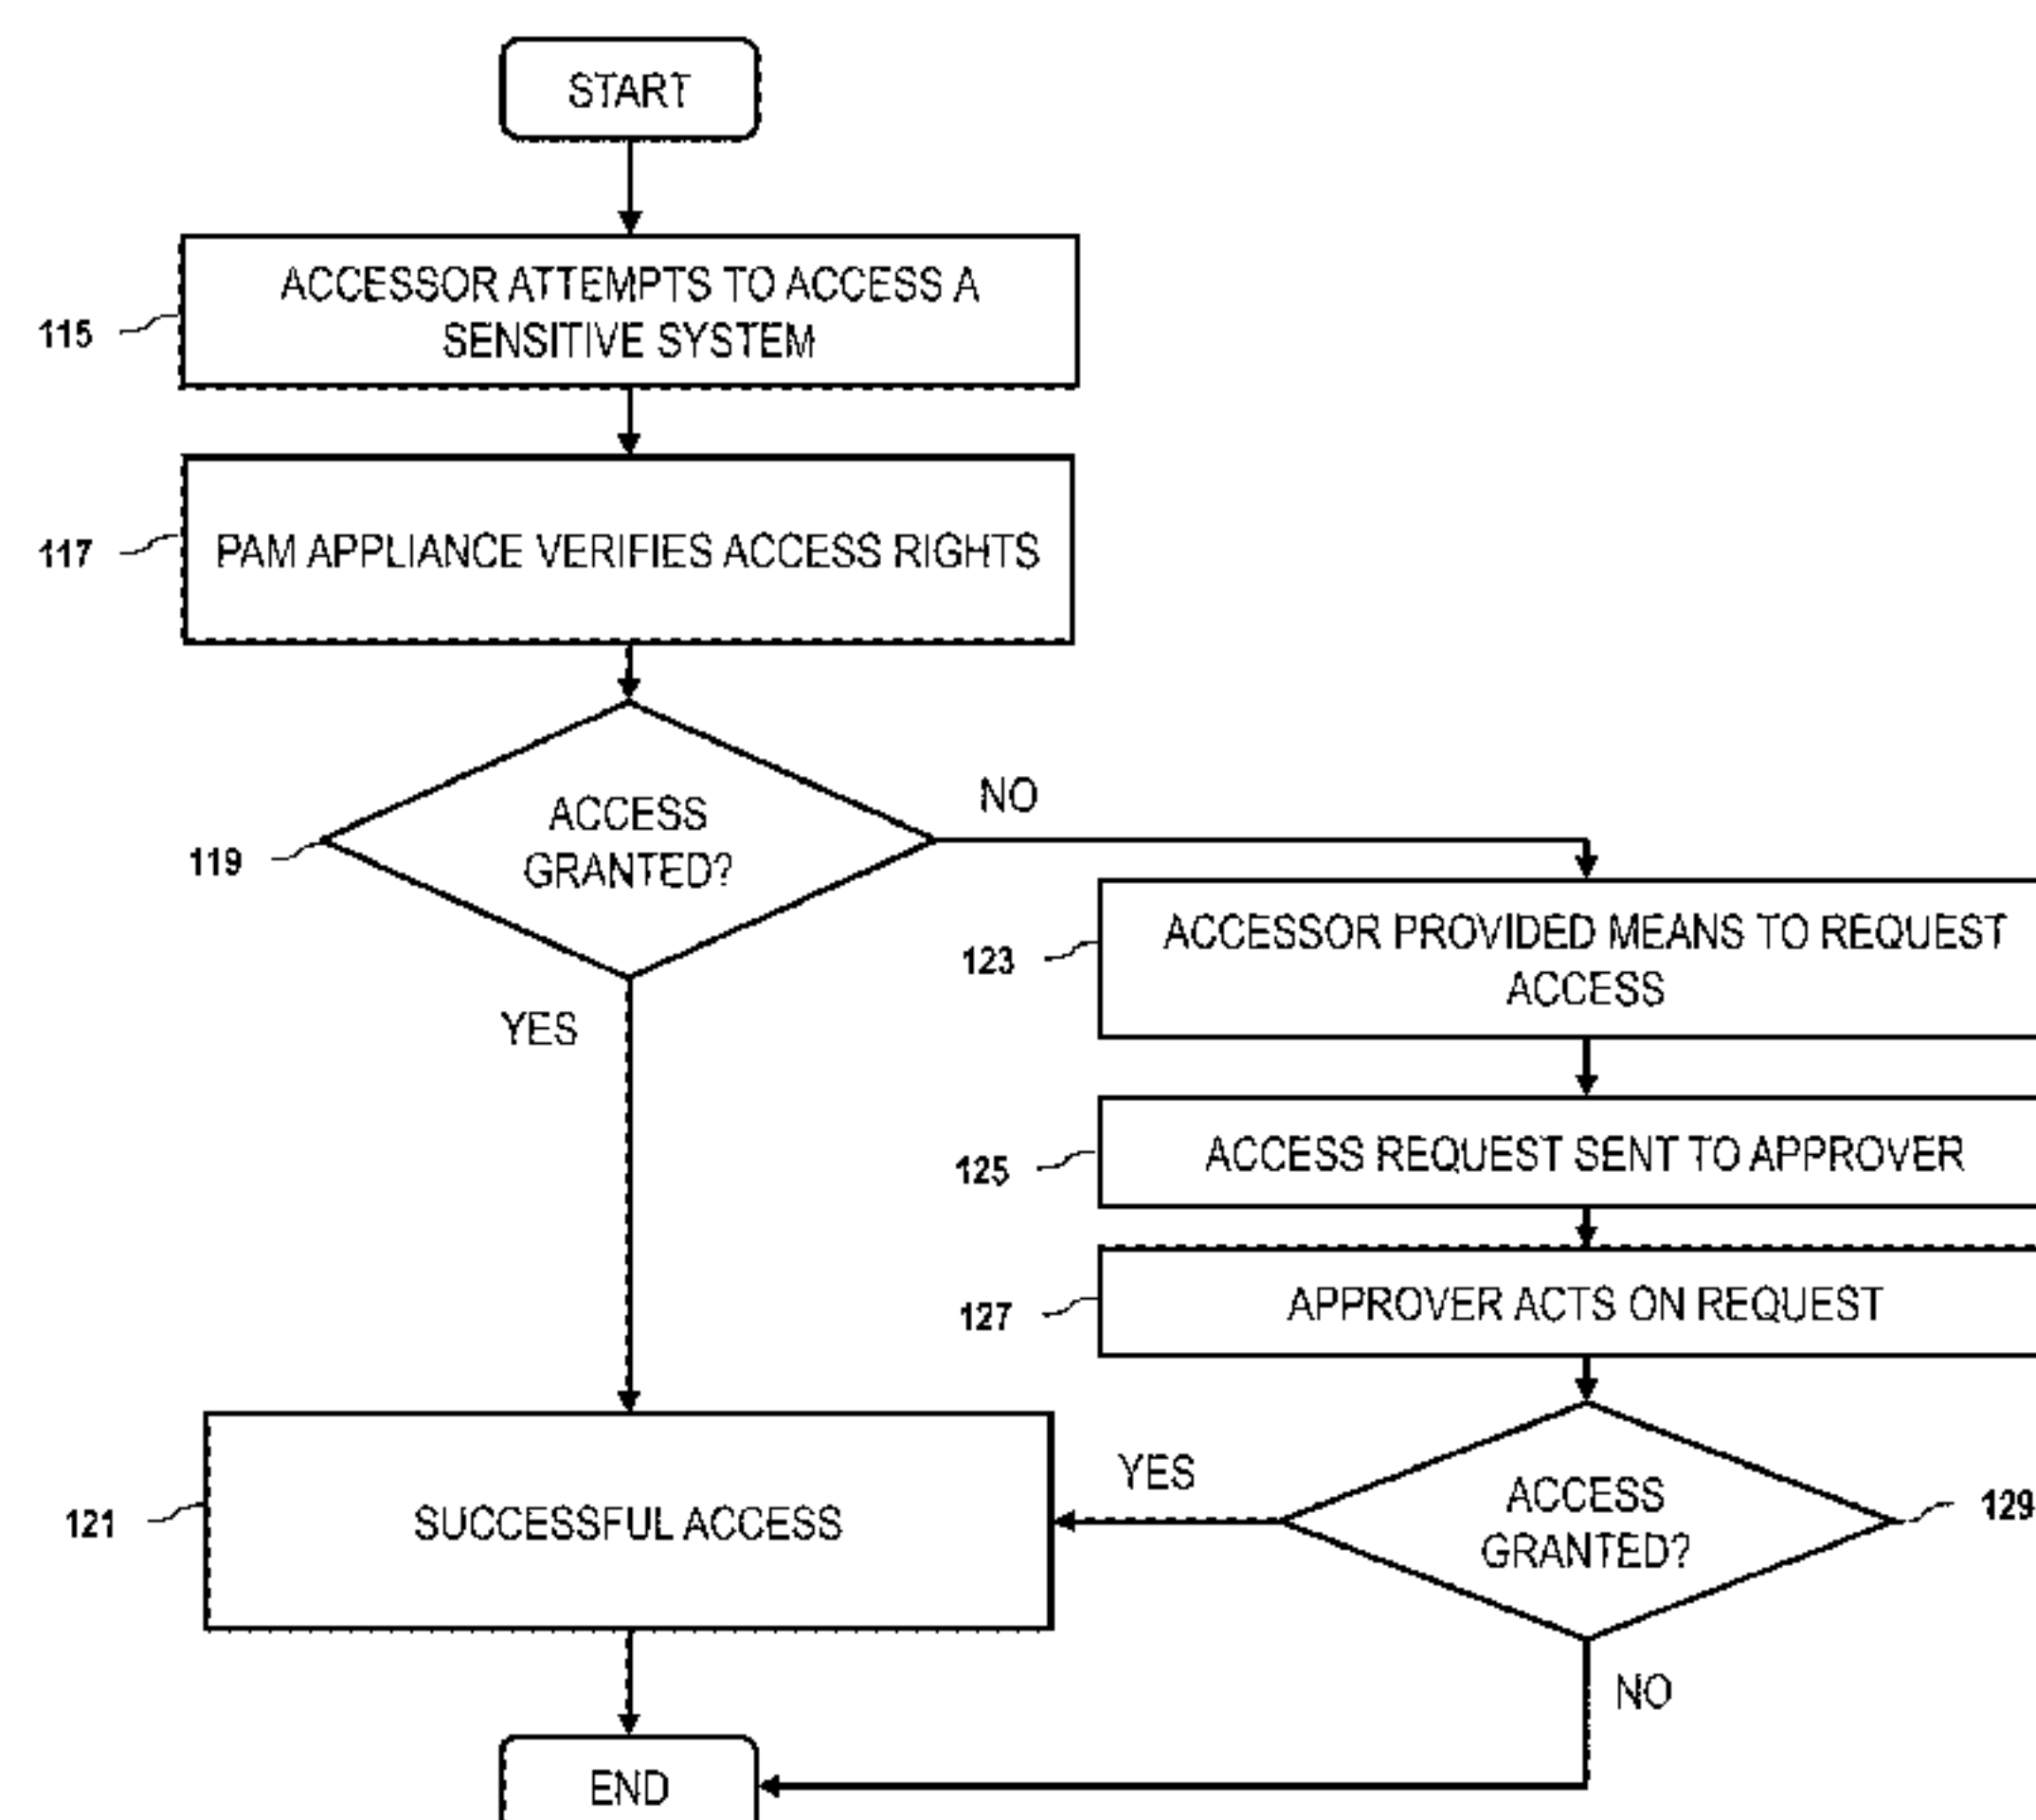 START
ACCESSOR ATTEMPTS TO ACCESS A
SENSITIVE SYSTEM
115
PAM APPLIANCE VERIFIES ACCESS RIGHTS
117
ACCESS
GRANTED?
119
NO
YES
ACCESSOR PROVIDED MEANS TO REQUEST
ACCESS
123
ACCESS REQUEST SENT TO APPROVER
125
APPROVER ACTS ON REQUEST
127
ACCESS
GRANTED?
129
YES
SUCCESSFUL ACCESS
121
NO
END